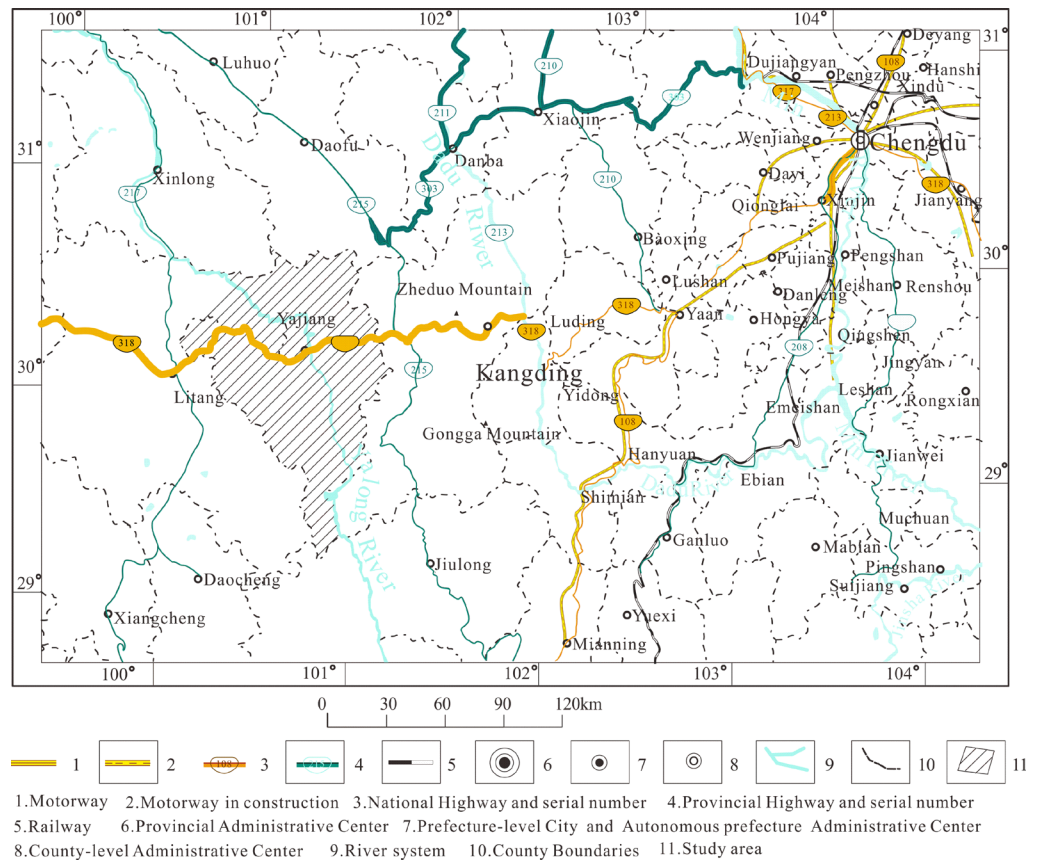 100° 101° 102° 103° 104°
31°
Deyang
108
Luhuo
210
Dujiangyan
Pengzhou
Hanshi
317
Xindu
211
303
Xiaojin
213
Daofu
Wenjiang
Chengdu
31°
Danba
Dadu
Xinlong
303
210
Dayi
318
217
215
Qionglai
Xinjin
Jianyang
River
213
Baoxing
30°
Pujiang
Pengshan
Zheduo Mountain
Lushan
Danleng
Meishan
Renshou
318
Yajiang
318
Luding
Yaan
Hongya
Qingshen
318
208
30°
215
Kangding
Jingyan
Litang
Yidong
Leshan
Rongxian
108
Emeishan
Gongga Mountain
Hanyuan
Jianwei
29°
Yalong River
Ebian
Shimian
Muchuan
Ganluo
Mabian
Jiulong
Pingshan
29°
Daocheng
Suijiang
Xiangcheng
Yuexi
Mianning
100° 101° 102° 103° 104°
0 30 60 90 120km
1 2 108 3 4 5 6 7 8 9 10 11
1.Motorway 2.Motorway in construction 3.National Highway and serial number 4.Provincial Highway and serial number
5.Railway 6.Provincial Administrative Center 7.Prefecture-level City and Autonomous prefecture Administrative Center
8.County-level Administrative Center 9.River system 10.County Boundaries 11.Study area